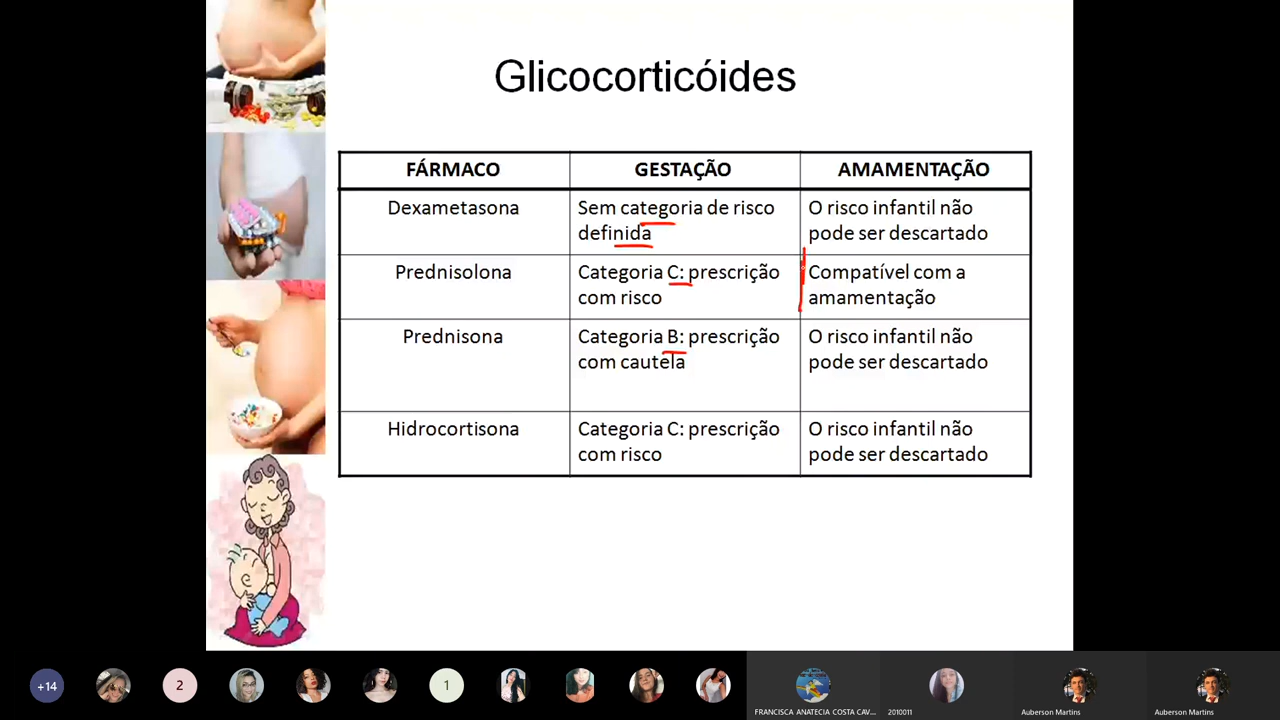 Glicocorticóides
FÁRMACO GESTAÇÃO AMAMENTAÇÃO
Dexametasona Sem categoria de risco definida O risco infantil não pode ser descartado
Prednisolona Categoria C: prescrição com risco Compatível com a amamentação
Prednisona Categoria B: prescrição com cautela O risco infantil não pode ser descartado
Hidrocortisona Categoria C: prescrição com risco O risco infantil não pode ser descartado
+14 2 1
FRANCISCA ANATECIA COSTA CAV... 2010011 Auberson Martins Auberson Martins